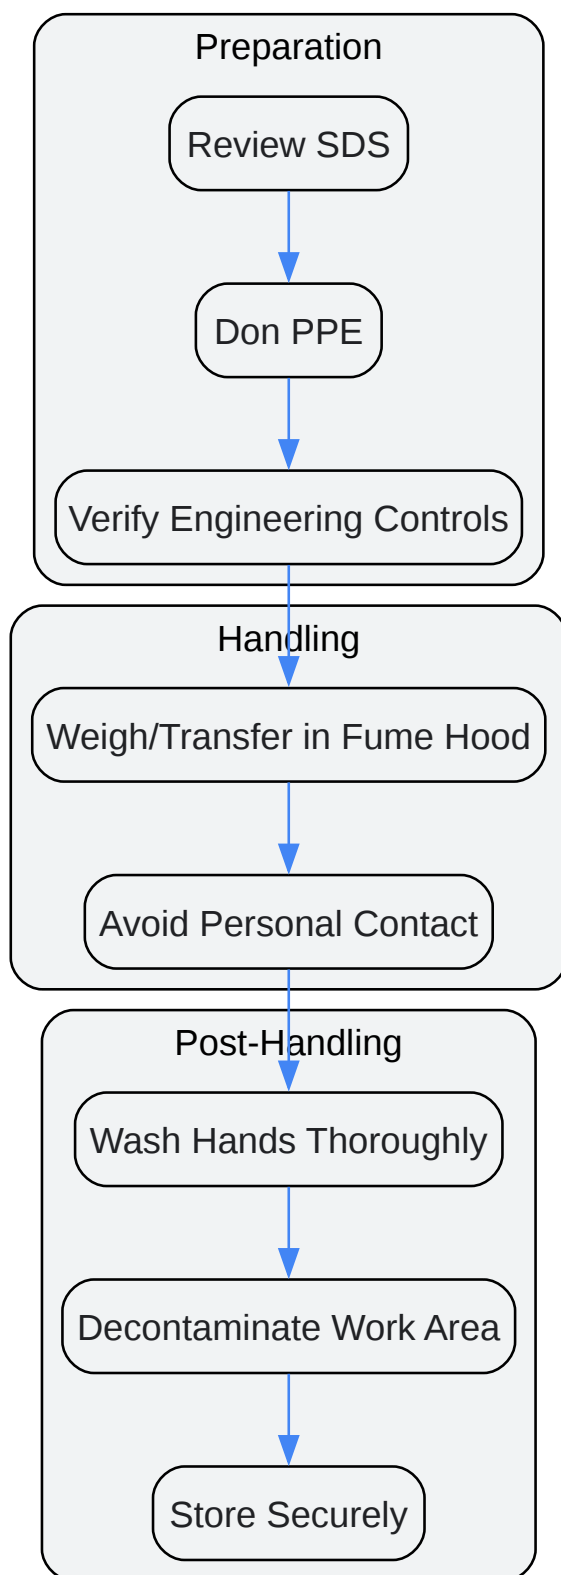 Preparation
Review SDS
Don PPE
Verify Engineering Controls
Handling
Weigh/Transfer in Fume Hood
Avoid Personal Contact
Post-Handling
Wash Hands Thoroughly
Decontaminate Work Area
Store Securely